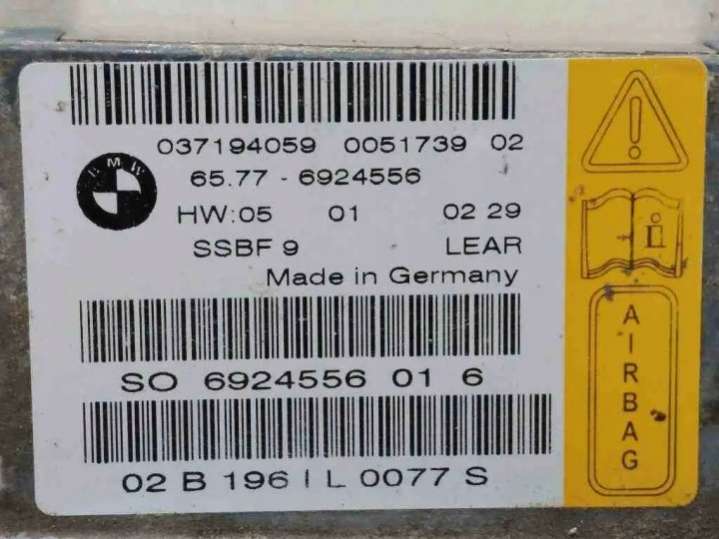 037194059 0051739 02
BMW
65.77 - 6924556
HW:05 01 02 29
SSBF 9 LEAR
Made in Germany
SO 6924556 01 6
02 B 196 I L 0077 S
i
AIRBAG